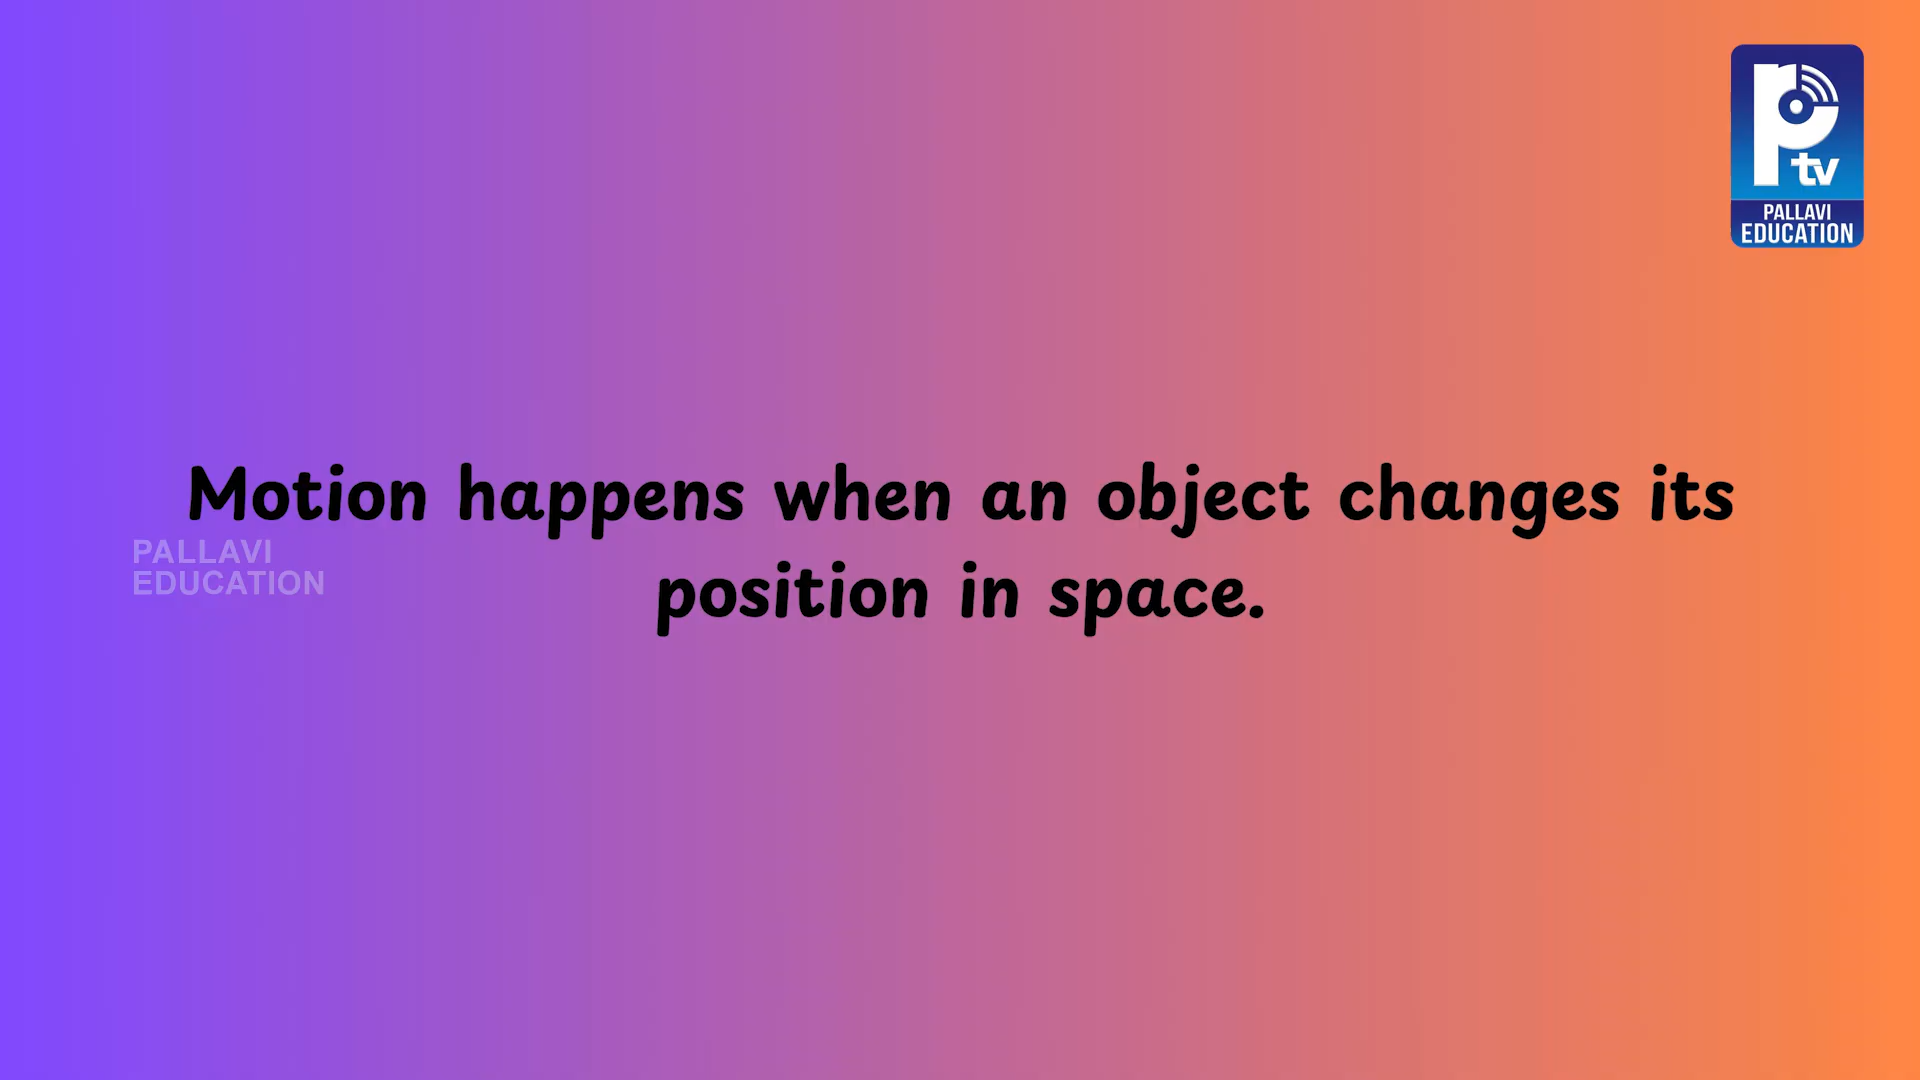 tv
PALLAVI
EDUCATION
Motion happens when an object changes its
position in space.
PALLAVI
EDUCATION